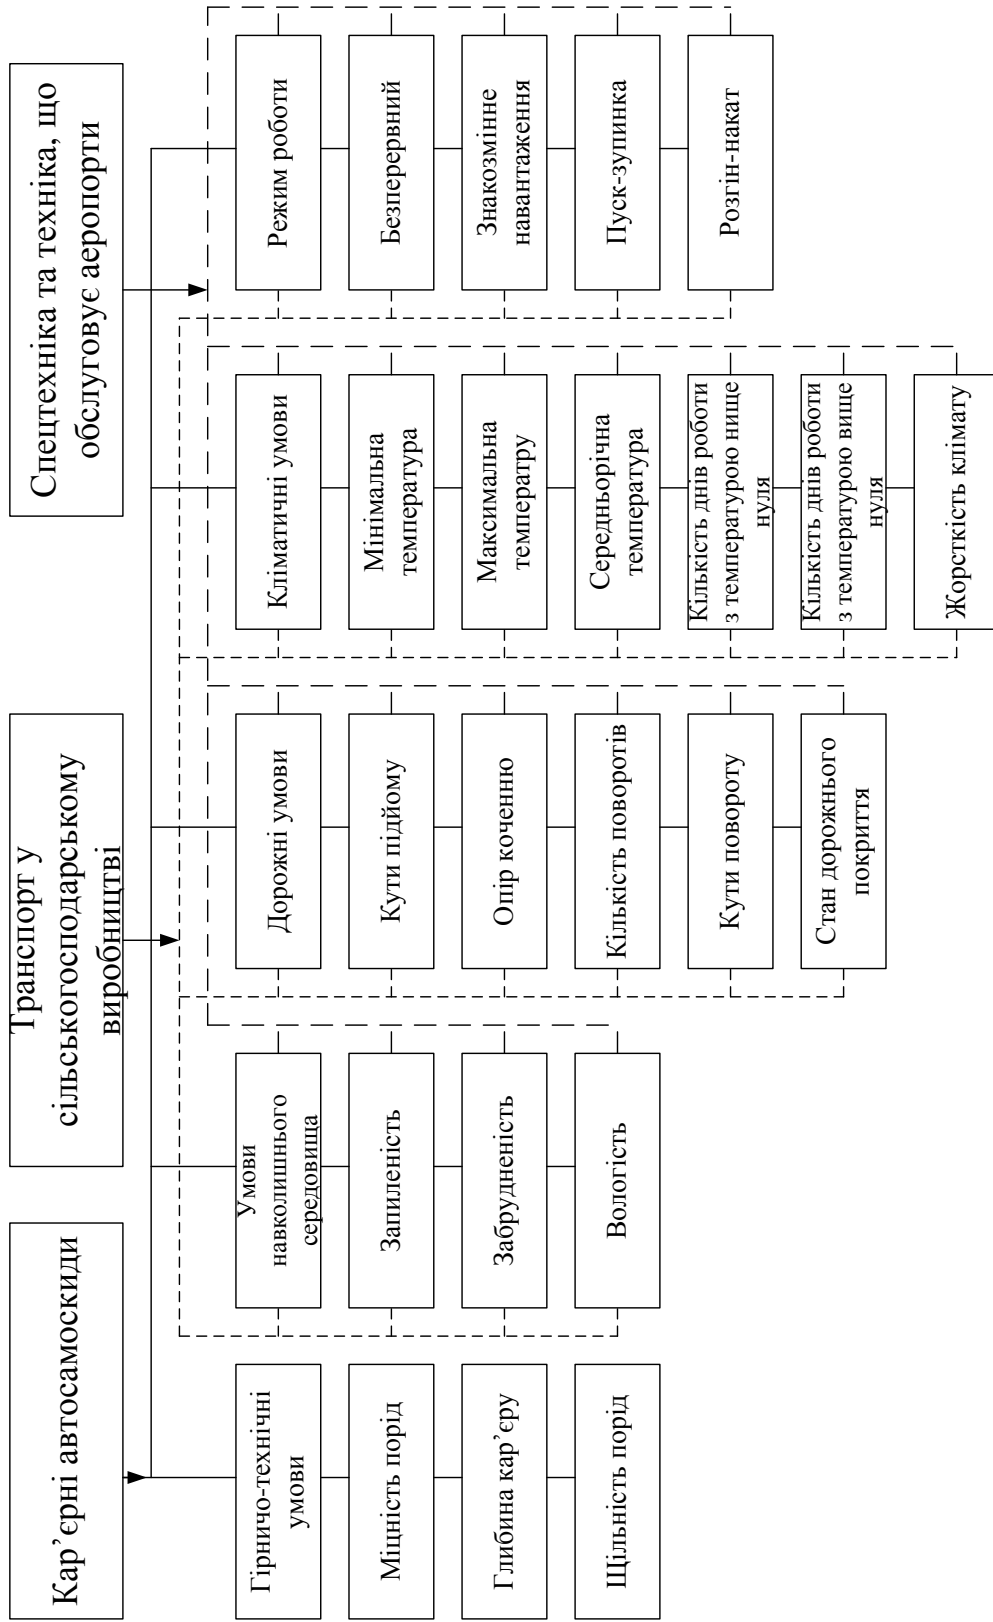 Кар’єрні автосамоскиди
Транспорт у
сільськогосподарському
виробництві
Спецтехніка та техніка, що
обслуговує аеропорти
Гірничо-технічні
умови
Міцність порід
Глибина кар’єру
Щільність порід
Умови
навколишнього
середовища
Запиленість
Забрудненість
Вологість
Дорожні умови
Кути підйому
Опір коченню
Кількість поворотів
Кути повороту
Стан дорожнього
покриття
Кліматичні умови
Мінімальна
температура
Максимальна
температру
Середньорічна
температура
Кількість днів роботи
з температурою нище
нуля
Кількість днів роботи
з температурою вище
нуля
Жорсткість клімату
Режим роботи
Безперервний
Знакозмінне
навантаження
Пуск-зупинка
Розгін-накат